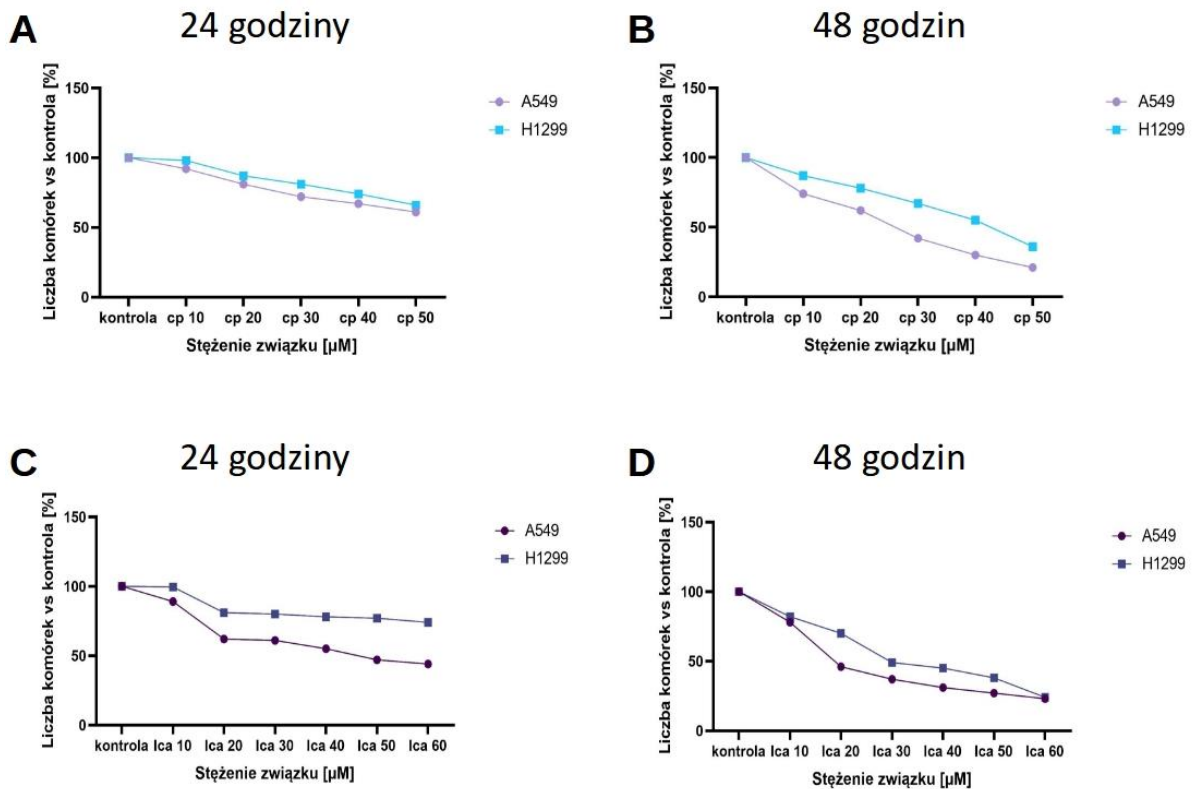 A
24 godziny
Liczba komórek vs kontrola [%]
150
100
50
0
kontrola cp 10 cp 20 cp 30 cp 40 cp 50
Stężenie związku [µM]
A549
H1299
B
48 godzin
Liczba komórek vs kontrola [%]
150
100
50
0
kontrola cp 10 cp 20 cp 30 cp 40 cp 50
Stężenie związku [µM]
A549
H1299
C
24 godziny
Liczba komórek vs kontrola [%]
150
100
50
0
kontrola Ica 10 Ica 20 Ica 30 Ica 40 Ica 50 Ica 60
Stężenie związku [µM]
A549
H1299
D
48 godzin
Liczba komórek vs kontrola [%]
150
100
50
0
kontrola Ica 10 Ica 20 Ica 30 Ica 40 Ica 50 Ica 60
Stężenie związku [µM]
A549
H1299